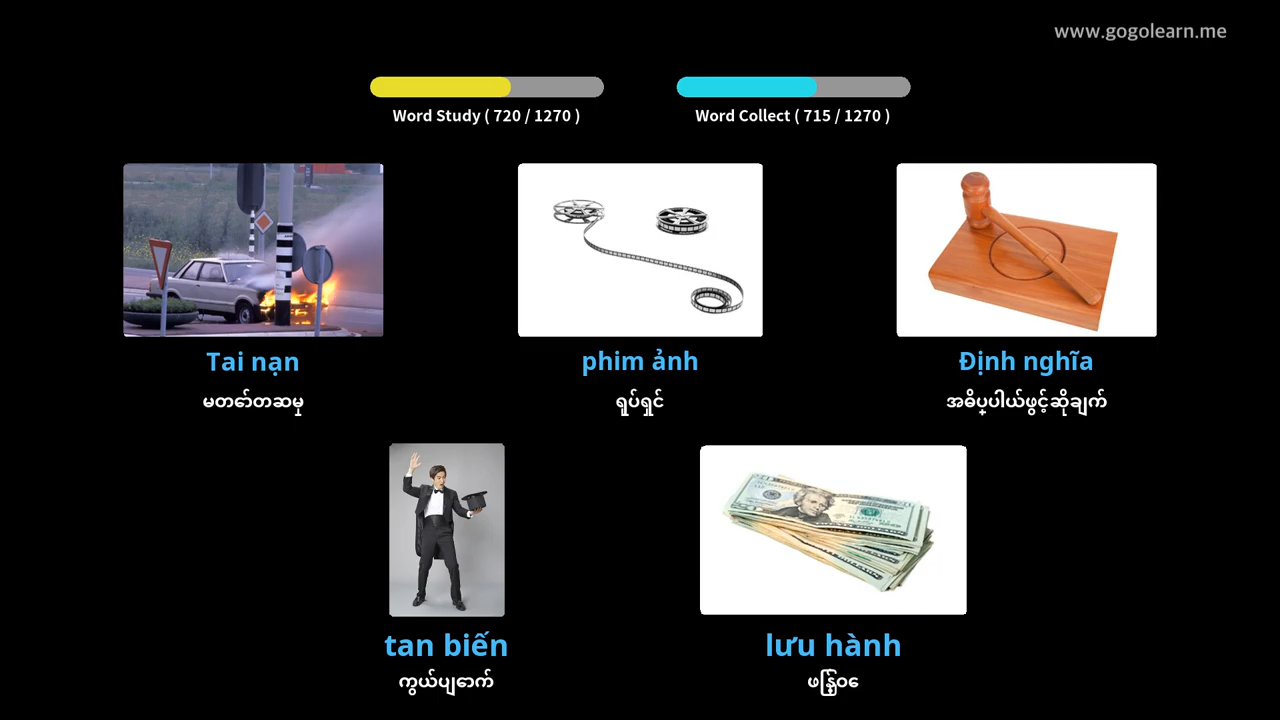 www.gogolearn.me
Word Study ( 720 / 1270 )
Word Collect ( 715 / 1270 )
Tai nạn
phim ảnh
Định nghĩa
မတော်တဆမှု
ရုပ်ရှင်
အဓိပ္ပါယ်ဖွင့်ဆိုချက်
tan biến
lưu hành
ကွယ်ပျောက်
ဖြန့်ဝေ